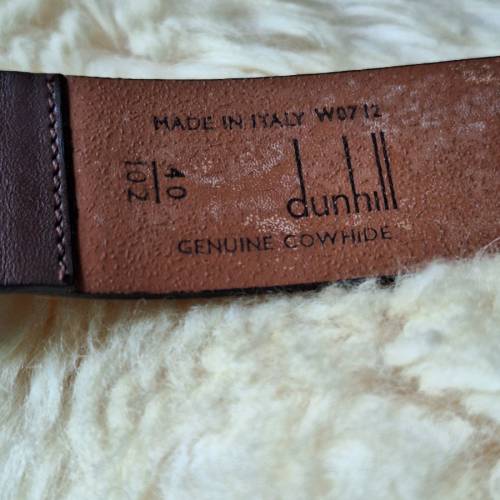 MADE IN ITALY W0712
40
102
dunhill
GENUINE COWHIDE